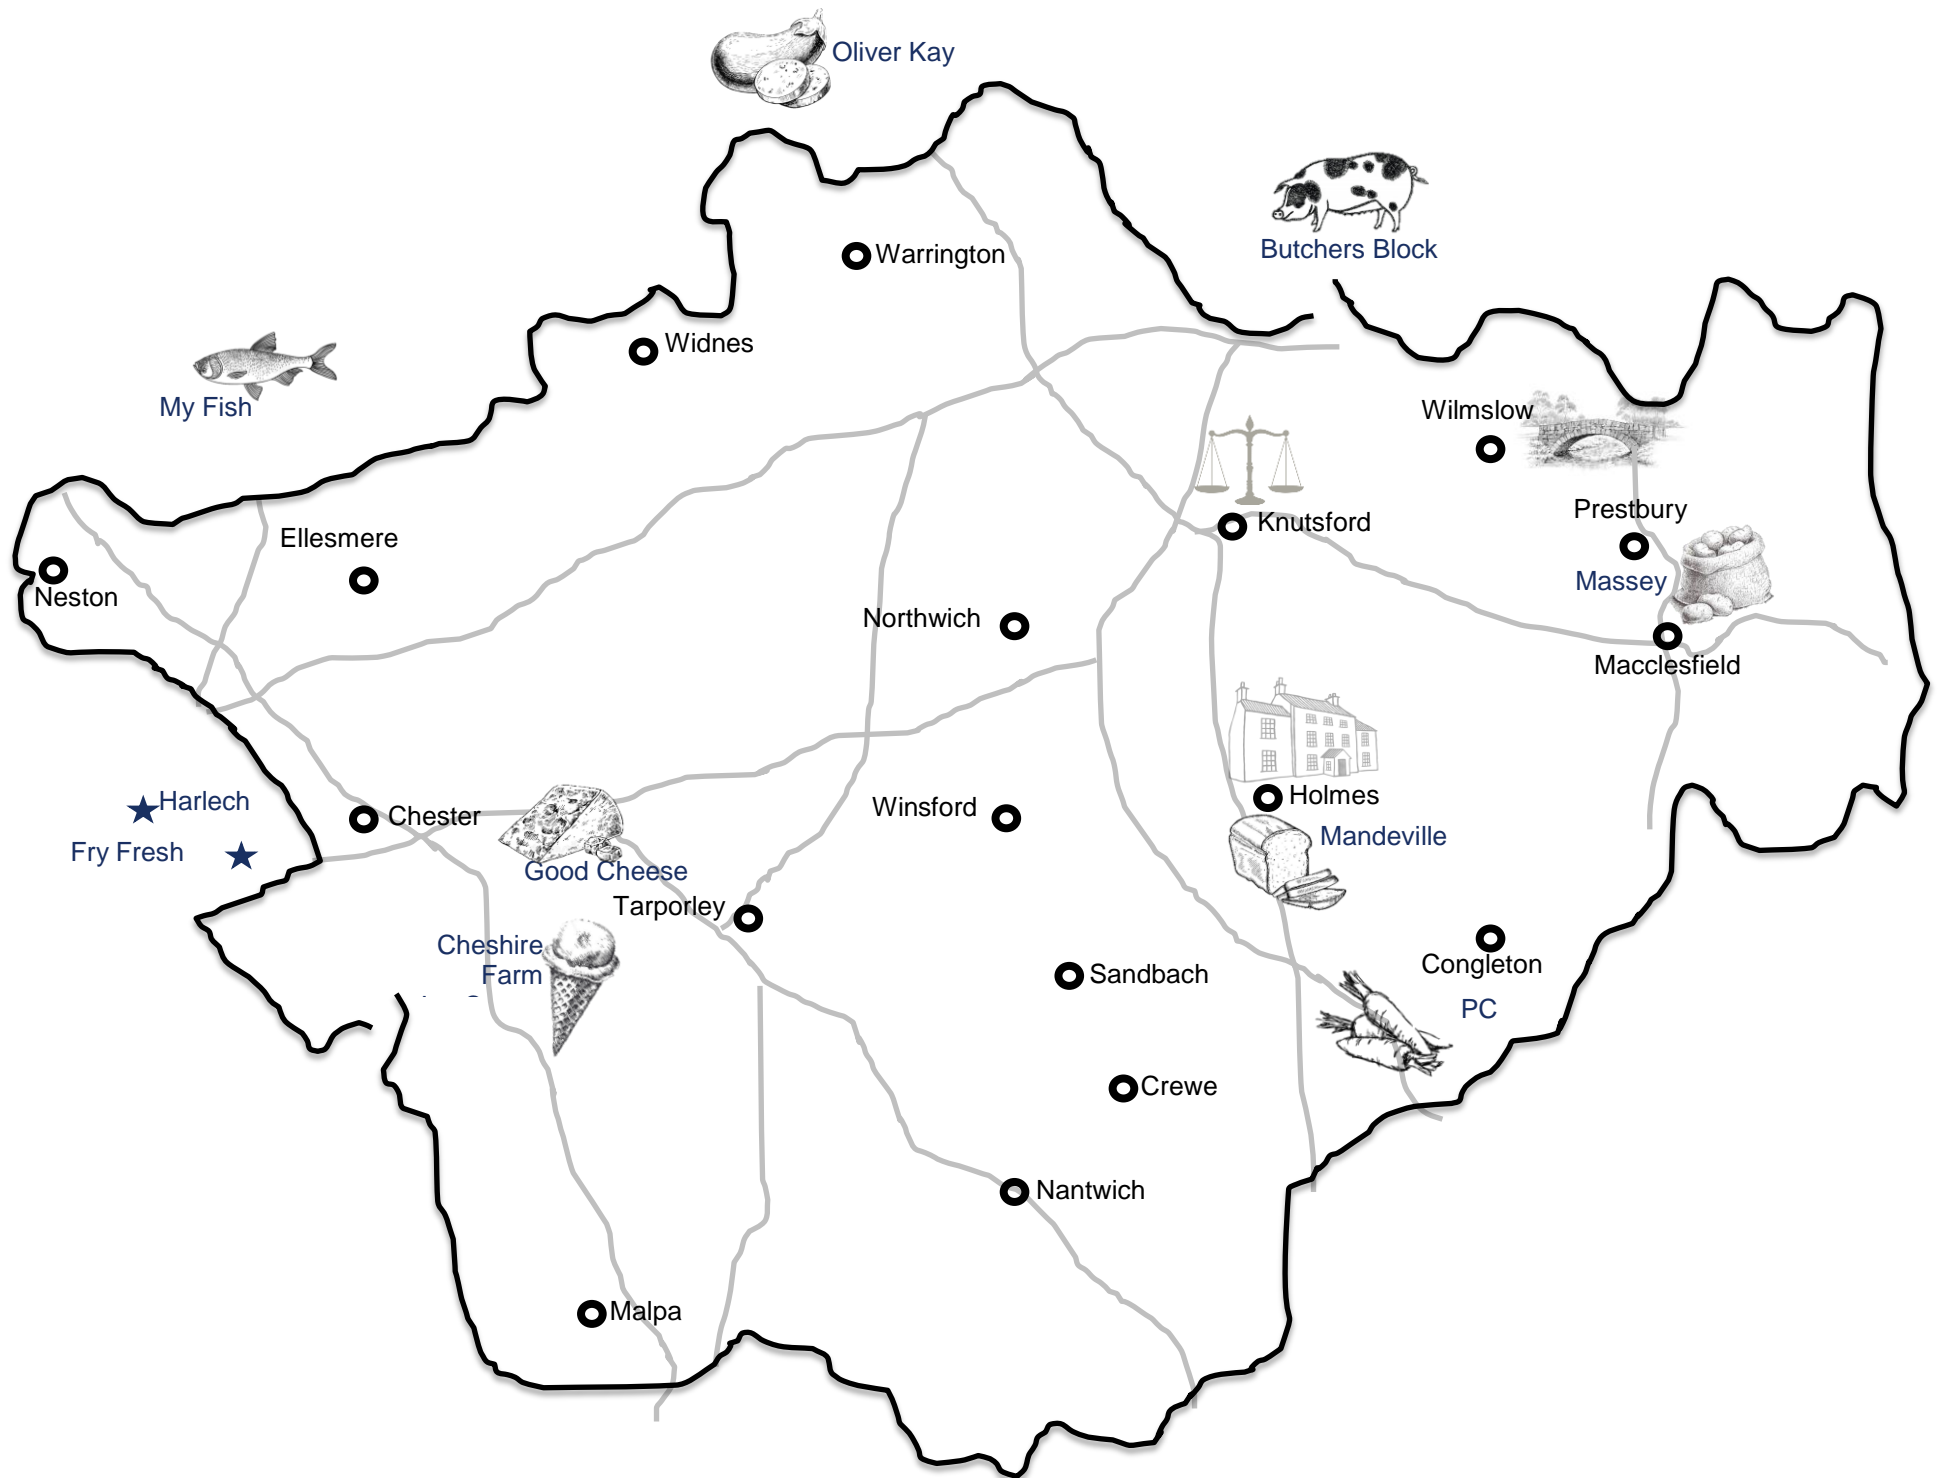 Oliver Kay
Butchers Block
Warrington
Widnes
My Fish
Wilmslow
Knutsford
Prestbury
Ellesmere
Massey
Neston
Northwich
Macclesfield
Harlech
Holmes
Chester
Winsford
Mandeville
Fry Fresh
Good Cheese
Tarporley
Cheshire
Farm
Congleton
Sandbach
PC
Crewe
Nantwich
Malpa